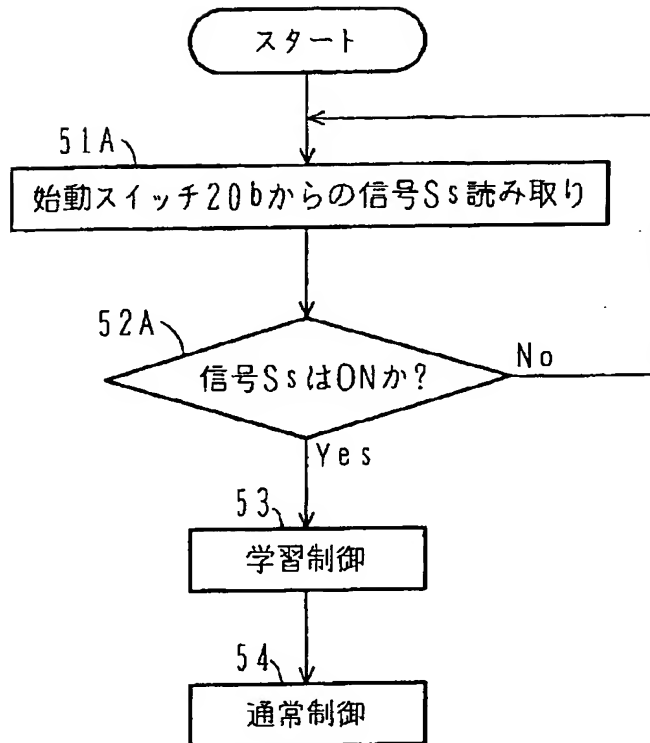 スタート
51A
始動スイッチ20bからの信号Ss読み取り
52A
信号SsはONか?
No
Yes
53
学習制御
54
通常制御